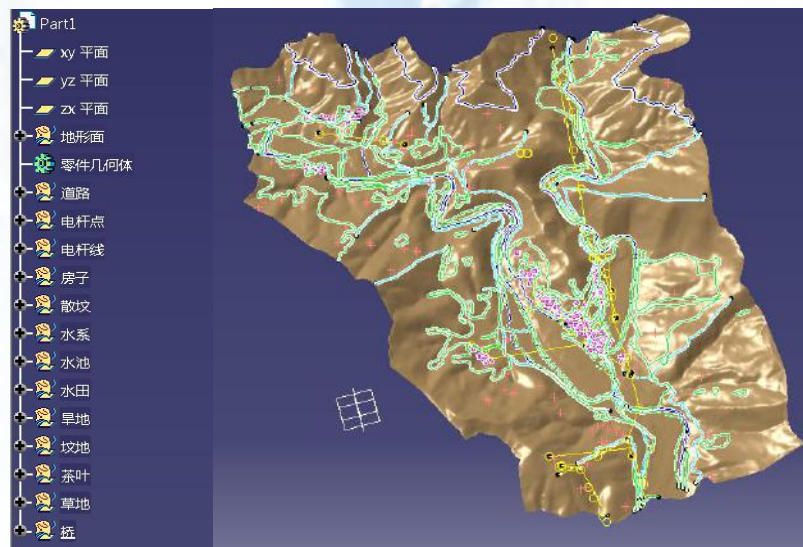 Part1
xy 平面
yz 平面
zx 平面
地形面
零件几何体
道路
电杆点
电杆线
房子
散坟
水系
水池
水田
旱地
坟地
茶叶
草地
桥